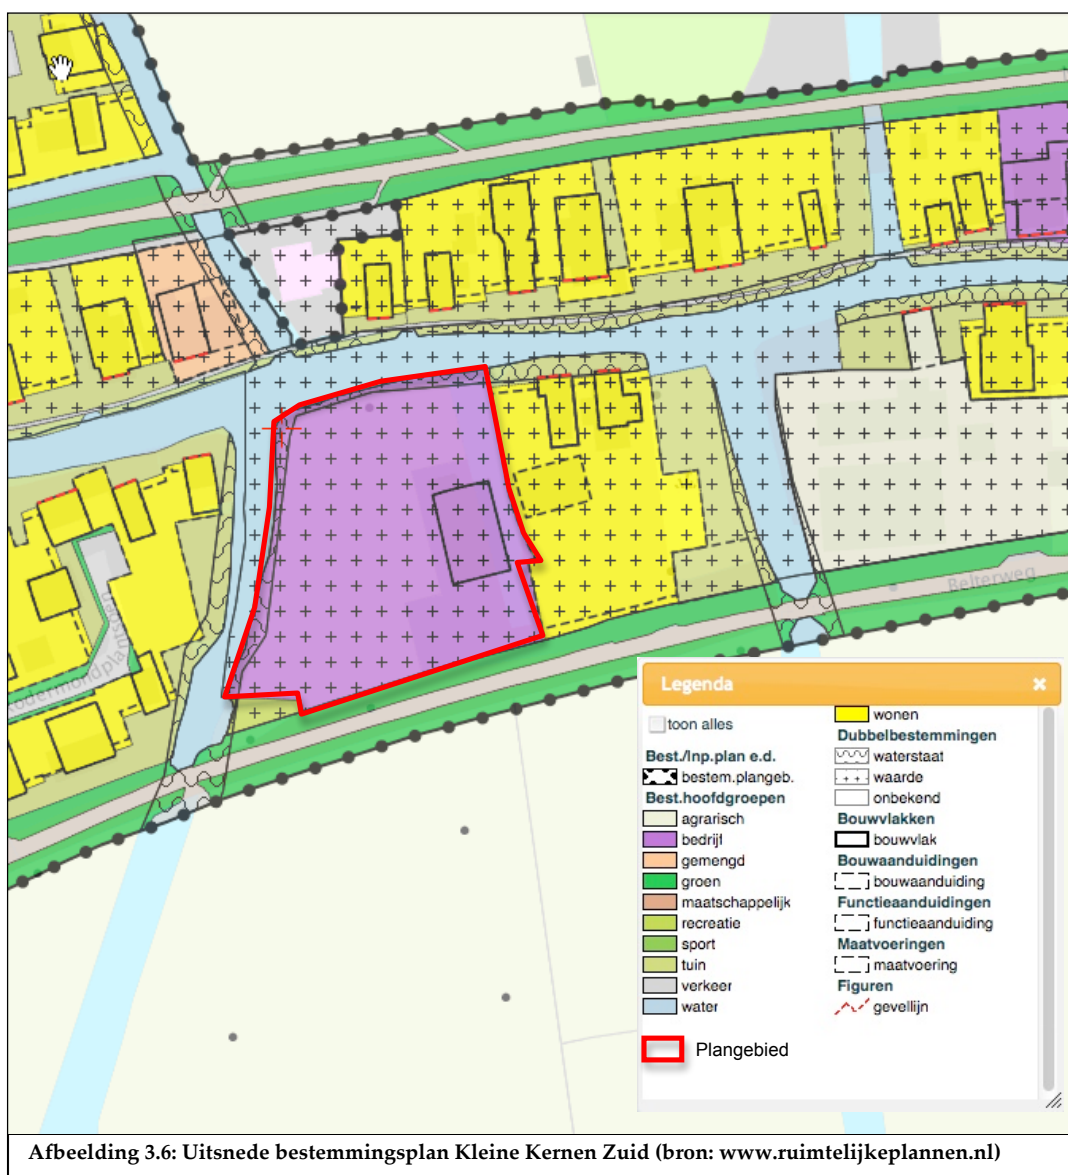 Belterweg
Legenda
toon alles
Best./Inp.plan e.d.
bestem.plangeb.
Best.hoofdgroepen
agrarisch
bedrijf
gemengd
groen
maatschappelijk
recreatie
sport
tuin
verkeer
water
wonen
Dubbelbestemmingen
waterstaat
waarde
onbekend
Bouwvlakken
bouwvlak
Bouwaanduidingen
bouwaanduiding
Functieaanduidingen
functieaanduiding
Maatvoeringen
maatvoering
Figuren
gevellijn
Plangebied
Afbeelding 3.6: Uitsnede bestemmingsplan Kleine Kernen Zuid (bron: www.ruimtelijkeplannen.nl)